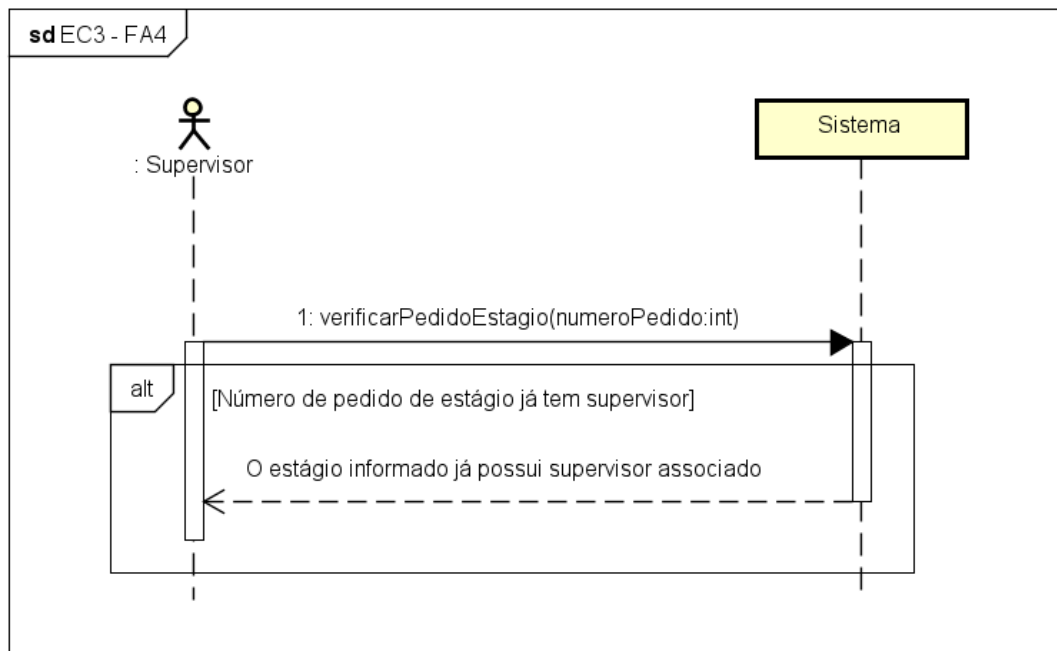 sd EC3 - FA4
: Supervisor
Sistema
1: verificarPedidoEstagio(numeroPedido:int)
alt
[Número de pedido de estágio já tem supervisor]
O estágio informado já possui supervisor associado